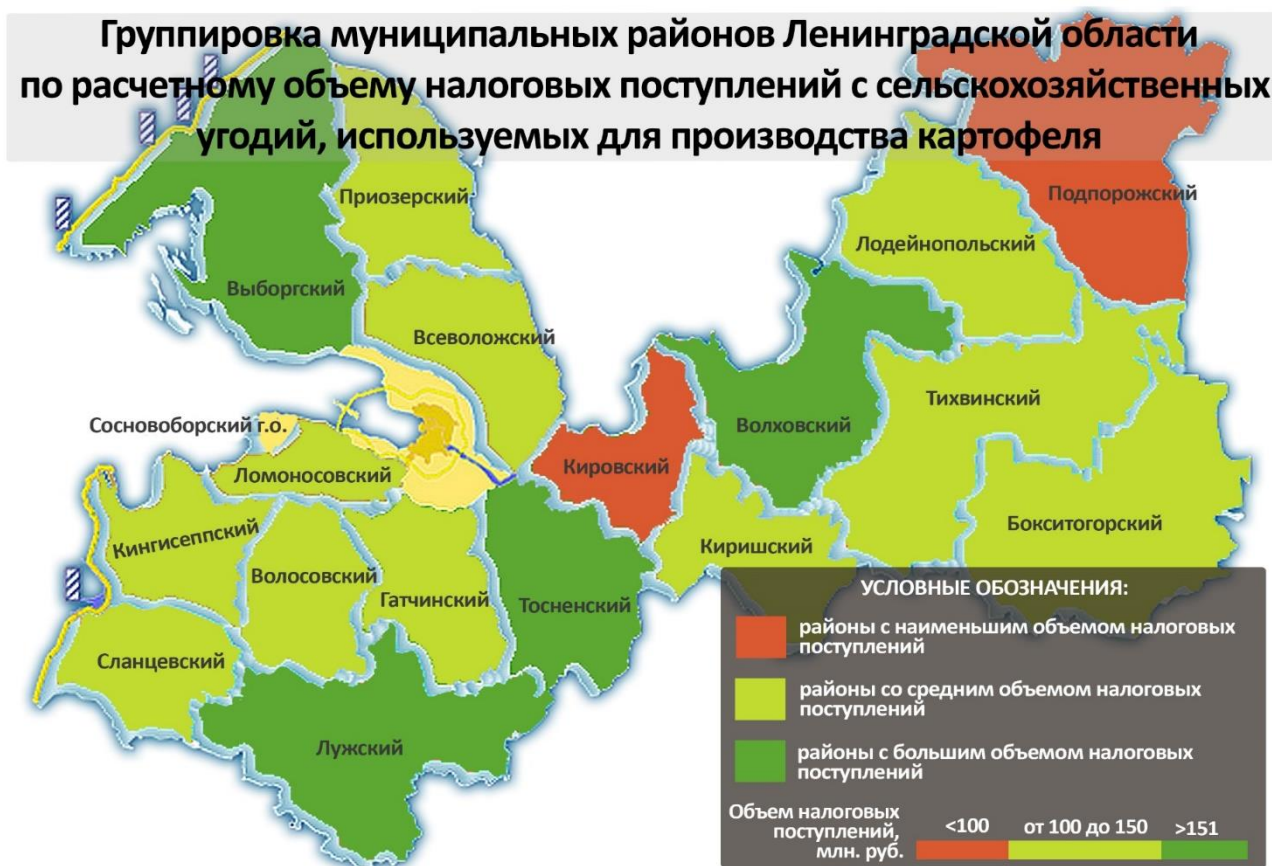 Группировка муниципальных районов Ленинградской области
по расчетному объему налоговых поступлений с сельскохозяйственных
угодий, используемых для производства картофеля
Подпорожский
Приозерский
Лодейнопольский
Выборгский
Всеволожский
Тихвинский
Волховский
Сосновоборский г.о.
Ломоносовский
Кировский
Бокситогорский
Кингисеппский
Киришский
Волосовский
Гатчинский
Тосненский
Сланцевский
Лужский
УСЛОВНЫЕ ОБОЗНАЧЕНИЯ:
районы с наименьшим объемом налоговых
поступлений
районы со средним объемом налоговых
поступлений
районы с большим объемом налоговых
поступлений
Объем налоговых
поступлений,
млн. руб.
<100 от 100 до 150 >151